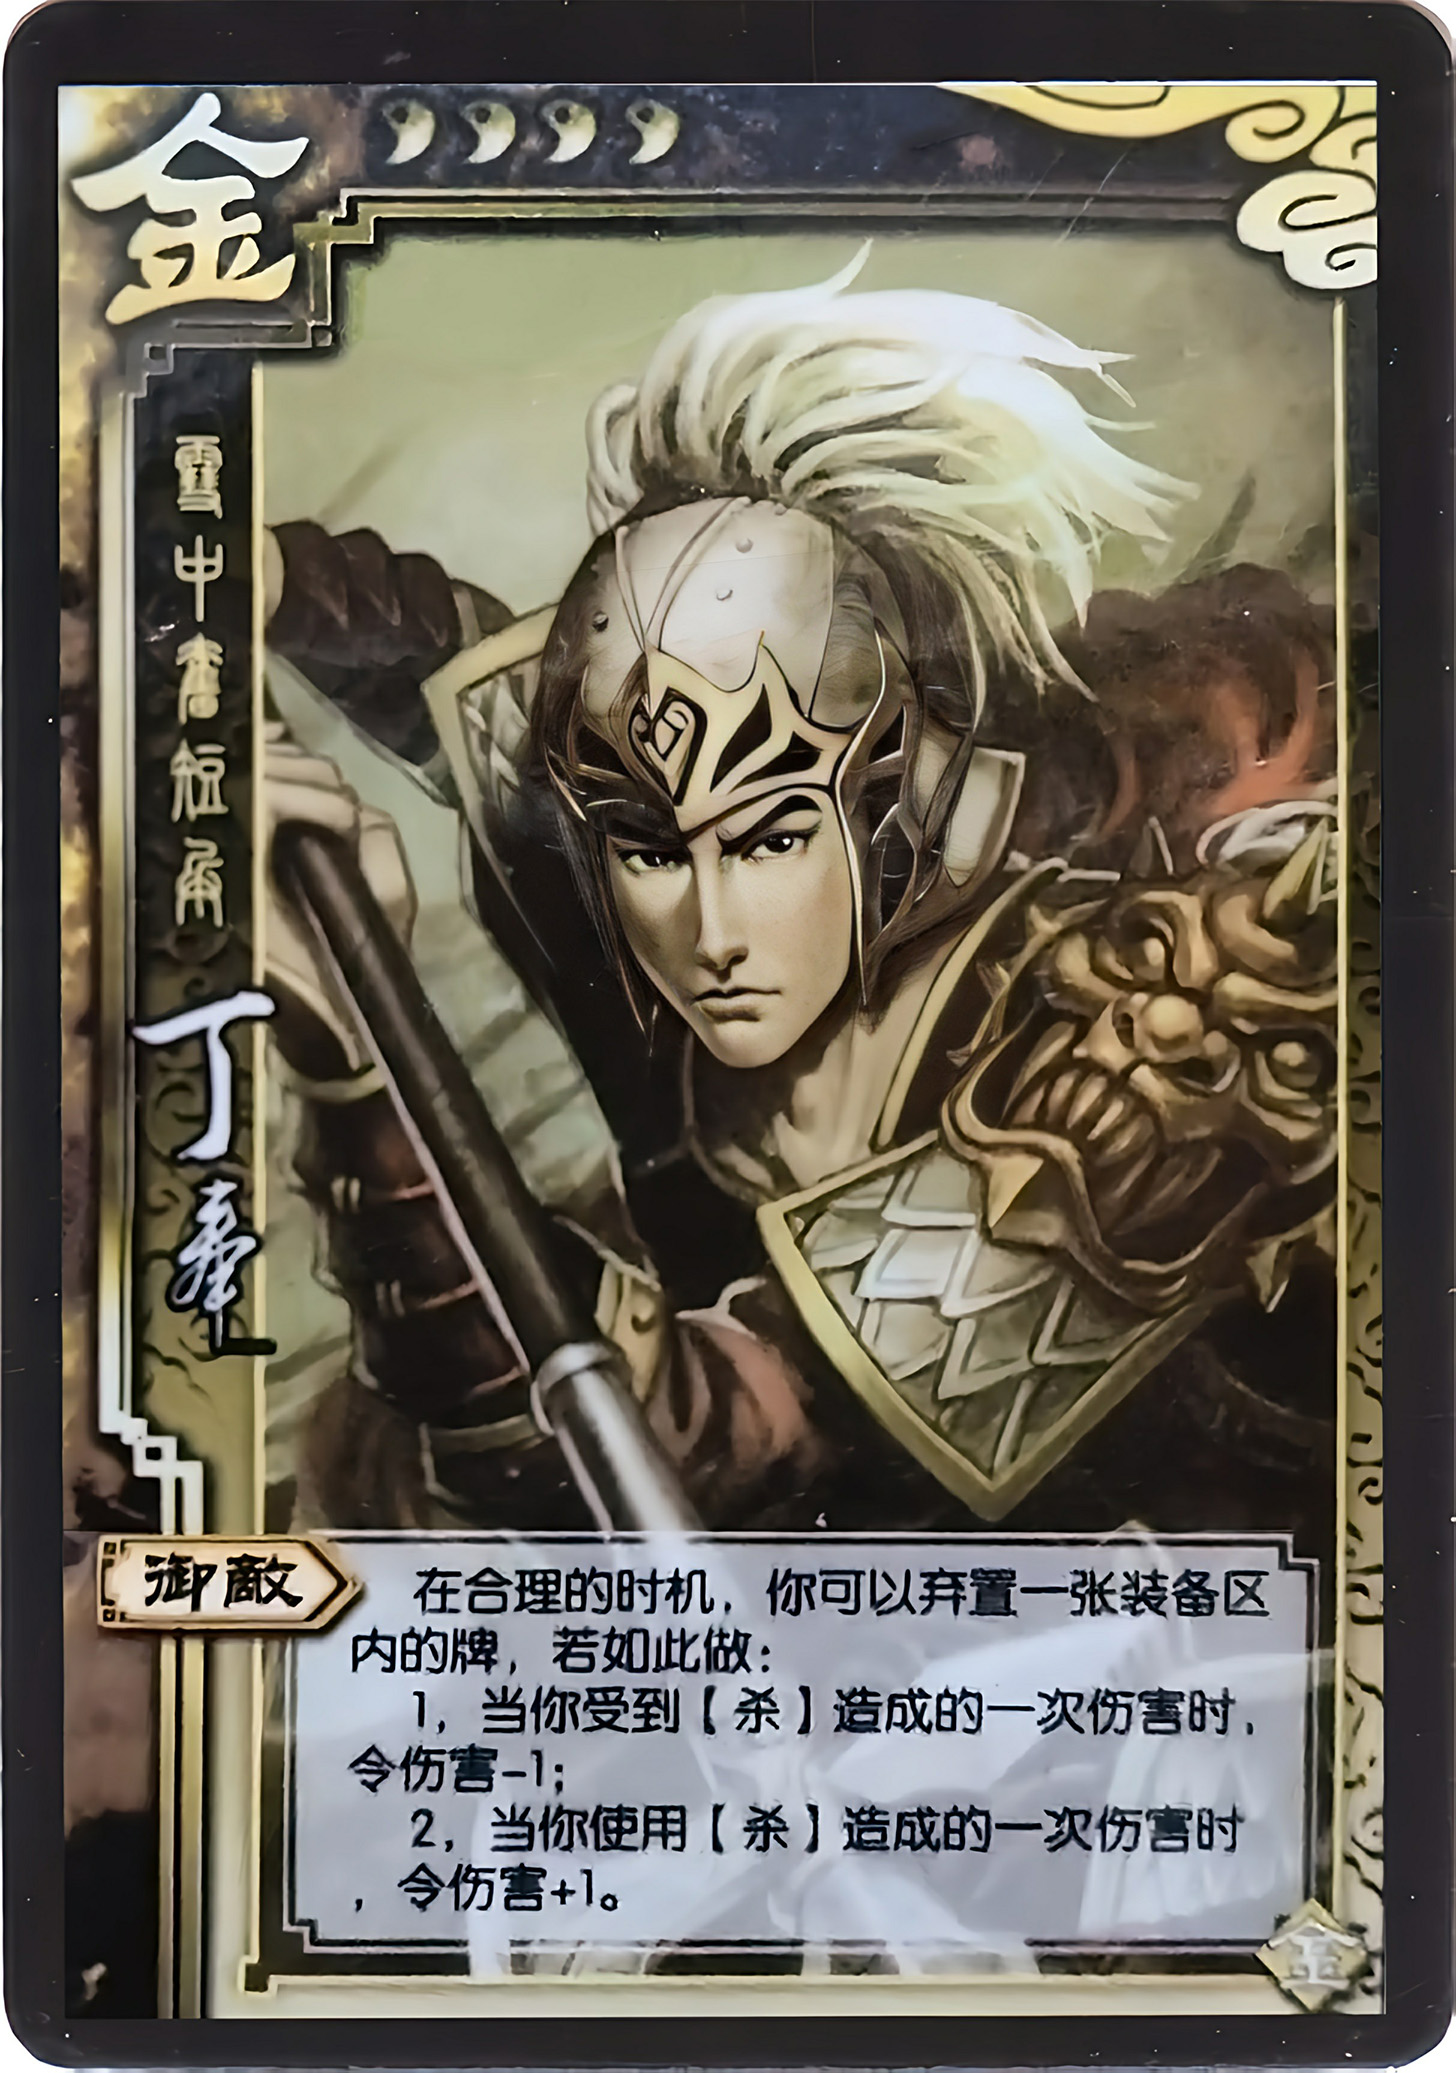 金
雪中奮短兵
丁奉
御敵
在合理的时机，你可以弃置一张装备区
内的牌，若如此做：
1，当你受到【杀】造成的一次伤害时，
令伤害-1；
2，当你使用【杀】造成的一次伤害时
，令伤害+1。
金